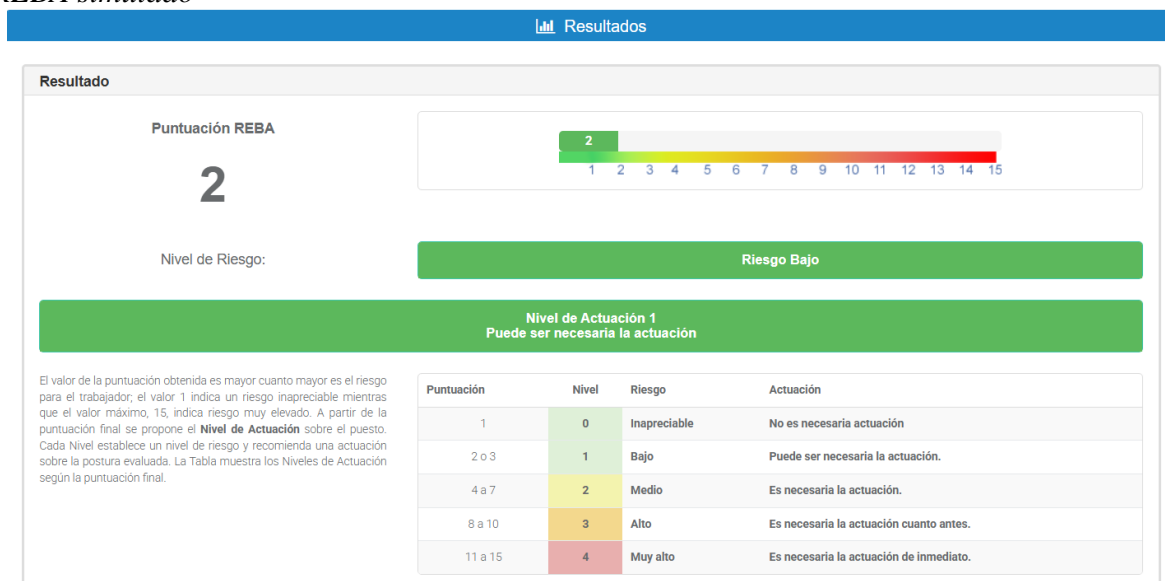 REBA simulado
Resultados
Resultado
Puntuación REBA
2
2
1 2 3 4 5 6 7 8 9 10 11 12 13 14 15
Nivel de Riesgo:
Riesgo Bajo
Nivel de Actuación 1
Puede ser necesaria la actuación
El valor de la puntuación obtenida es mayor cuanto mayor es el riesgo
para el trabajador; el valor 1 indica un riesgo inapreciable mientras
que el valor máximo, 15, indica riesgo muy elevado. A partir de la
puntuación final se propone el Nivel de Actuación sobre el puesto.
Cada Nivel establece un nivel de riesgo y recomienda una actuación
sobre la postura evaluada. La Tabla muestra los Niveles de Actuación
según la puntuación final.
Puntuación Nivel Riesgo Actuación
1 0 Inapreciable No es necesaria actuación
2 o 3 1 Bajo Puede ser necesaria la actuación.
4 a 7 2 Medio Es necesaria la actuación.
8 a 10 3 Alto Es necesaria la actuación cuanto antes.
11 a 15 4 Muy alto Es necesaria la actuación de inmediato.